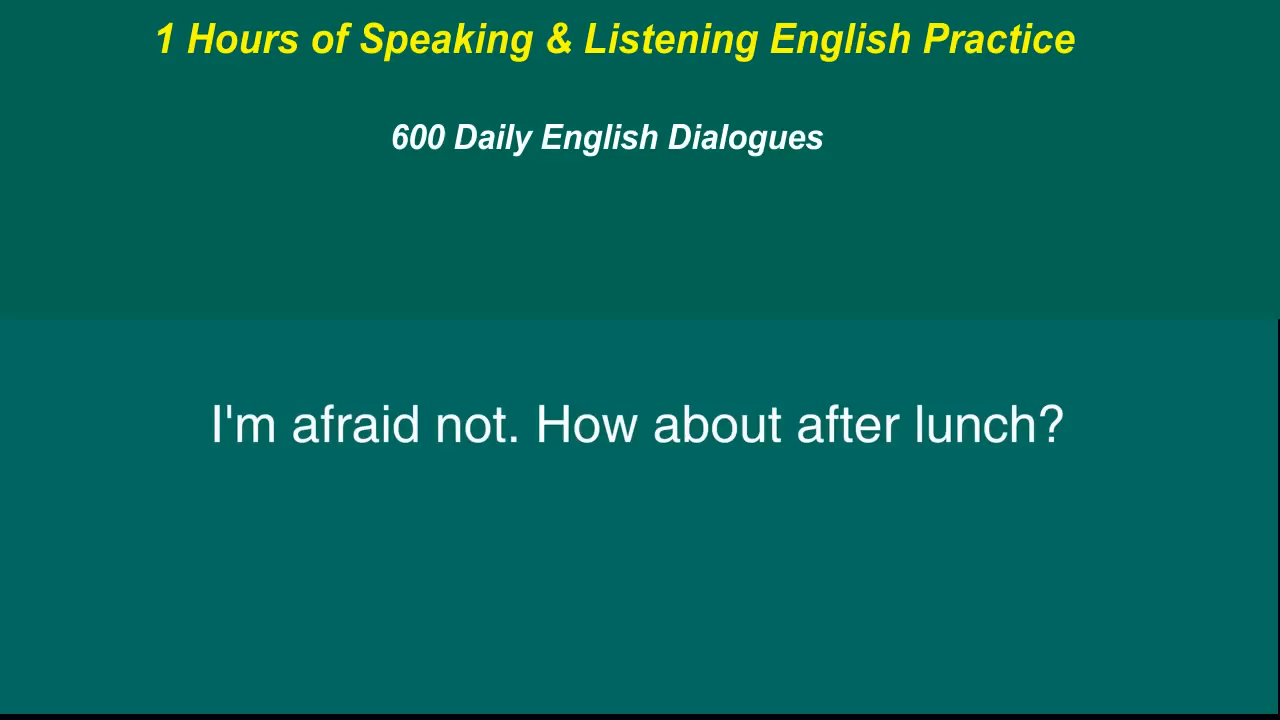 1 Hours of Speaking & Listening English Practice
600 Daily English Dialogues
I'm afraid not. How about after lunch?